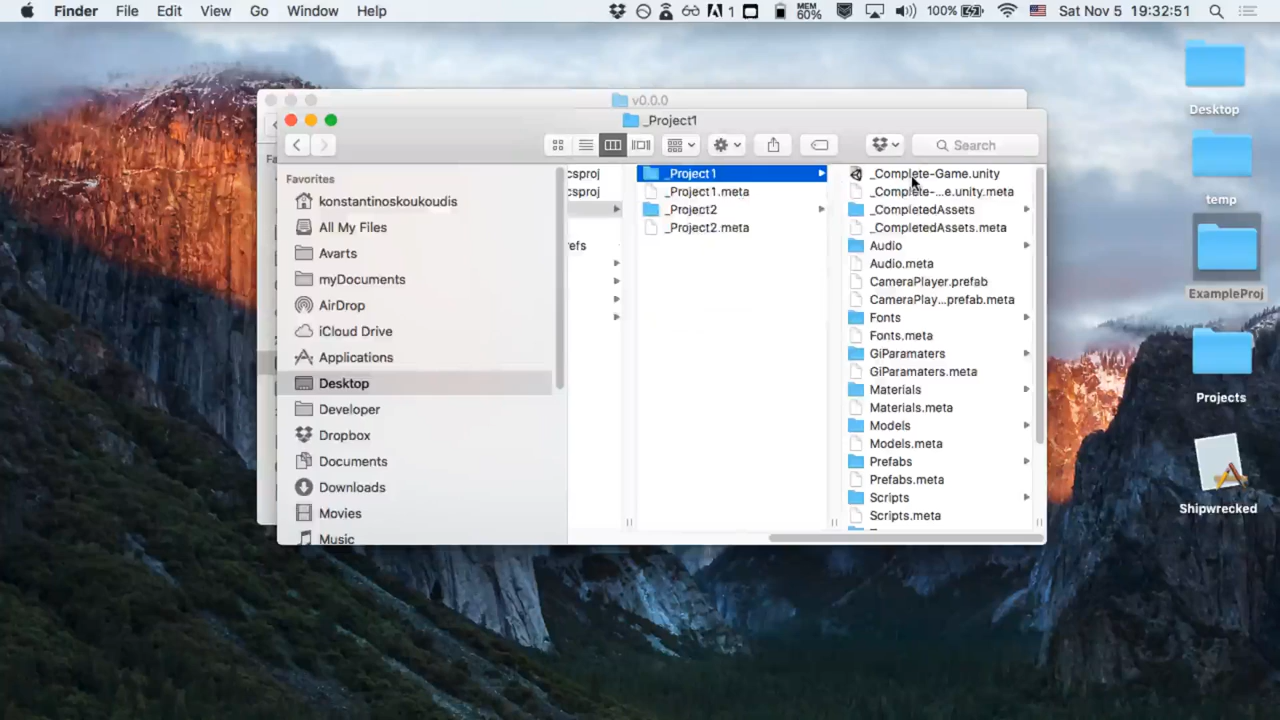 Finder File Edit View Go Window Help 1 MEM 60% 100% Sat Nov 5 19:32:51
v0.0.0
_Project1
Search
Favorites
konstantinoskoukoudis
All My Files
Avarts
myDocuments
AirDrop
iCloud Drive
Applications
Desktop
Developer
Dropbox
Documents
Downloads
Movies
Music
csproj
csproj
refs
_Project1
_Project1.meta
_Project2
_Project2.meta
_Complete-Game.unity
_Complete-...e.unity.meta
_CompletedAssets
_CompletedAssets.meta
Audio
Audio.meta
CameraPlayer.prefab
CameraPlay...prefab.meta
Fonts
Fonts.meta
GiParamaters
GiParamaters.meta
Materials
Materials.meta
Models
Models.meta
Prefabs
Prefabs.meta
Scripts
Scripts.meta
Desktop
temp
ExampleProj
Projects
Shipwrecked